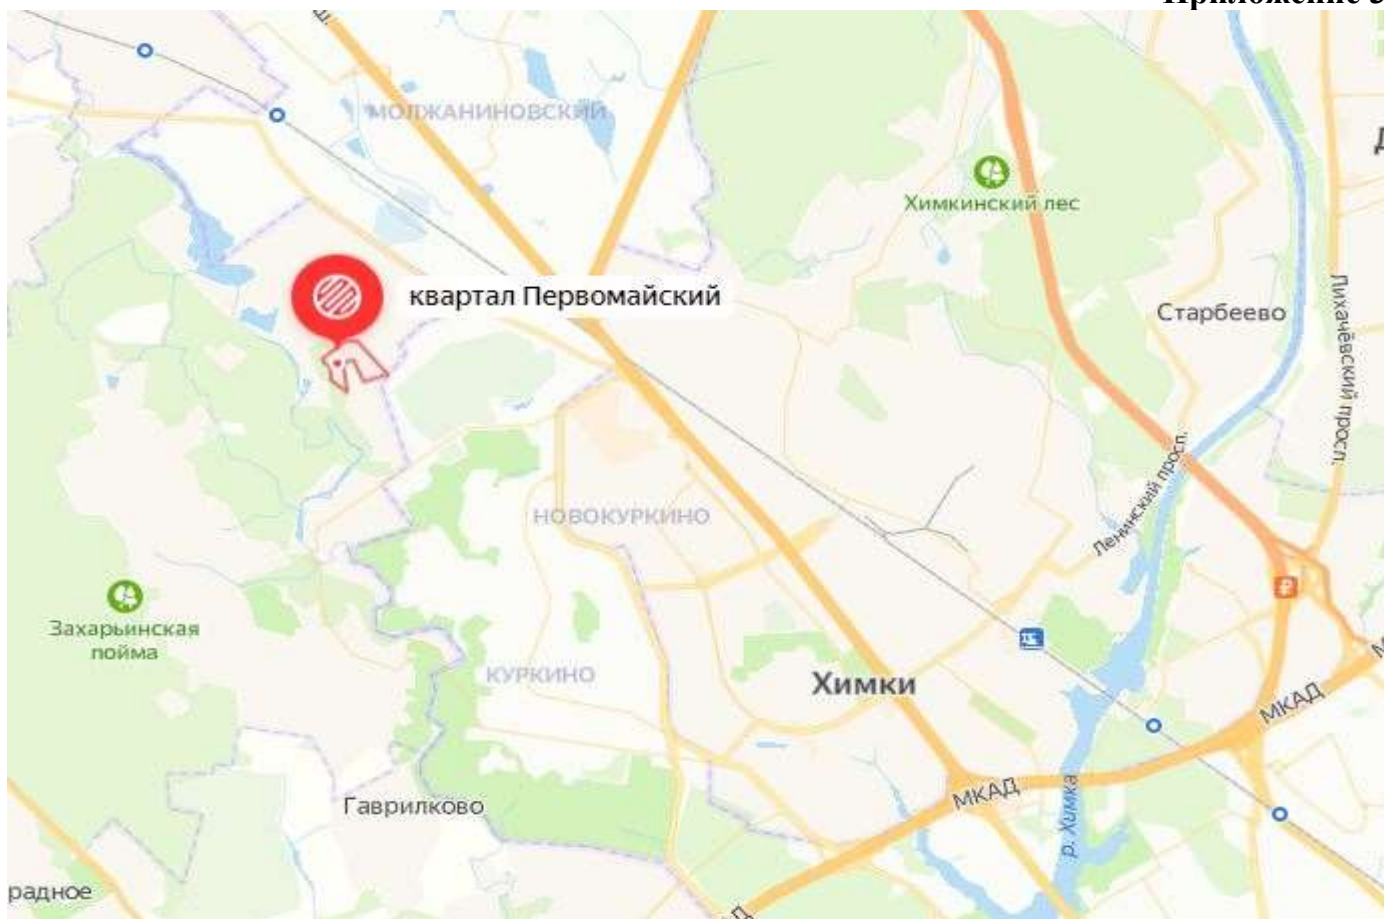 Приложение 3
ш.
МОЛЖАНИНОВСКИЙ
Химкинский лес
квартал Первомайский
Старбеево
Лихачёвский просп.
Ленинский просп.
НОВОКУРКИНО
Захарьинская
пойма
КУРКИНО
Химки
МКАД
МКАД
Гаврилково
р. Химка
радное